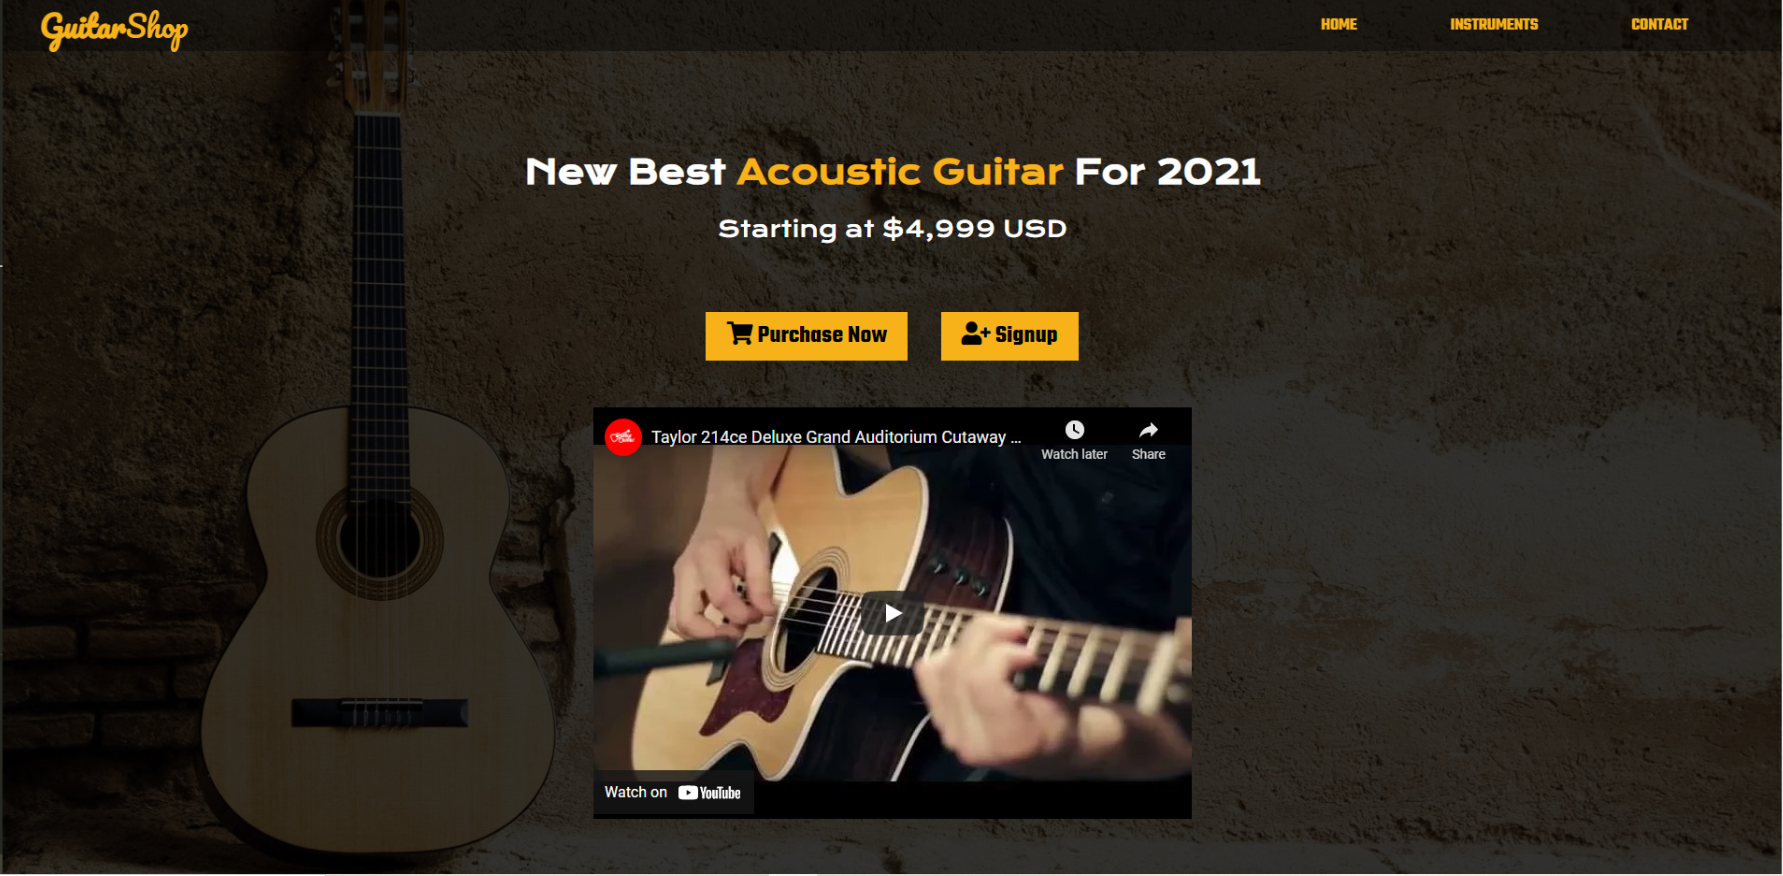 GuitarShop
HOME INSTRUMENTS CONTACT
New Best Acoustic Guitar For 2021
Starting at $4,999 USD
Purchase Now Signup
Taylor 214ce Deluxe Grand Auditorium Cutaway ...
Watch later Share
Watch on YouTube